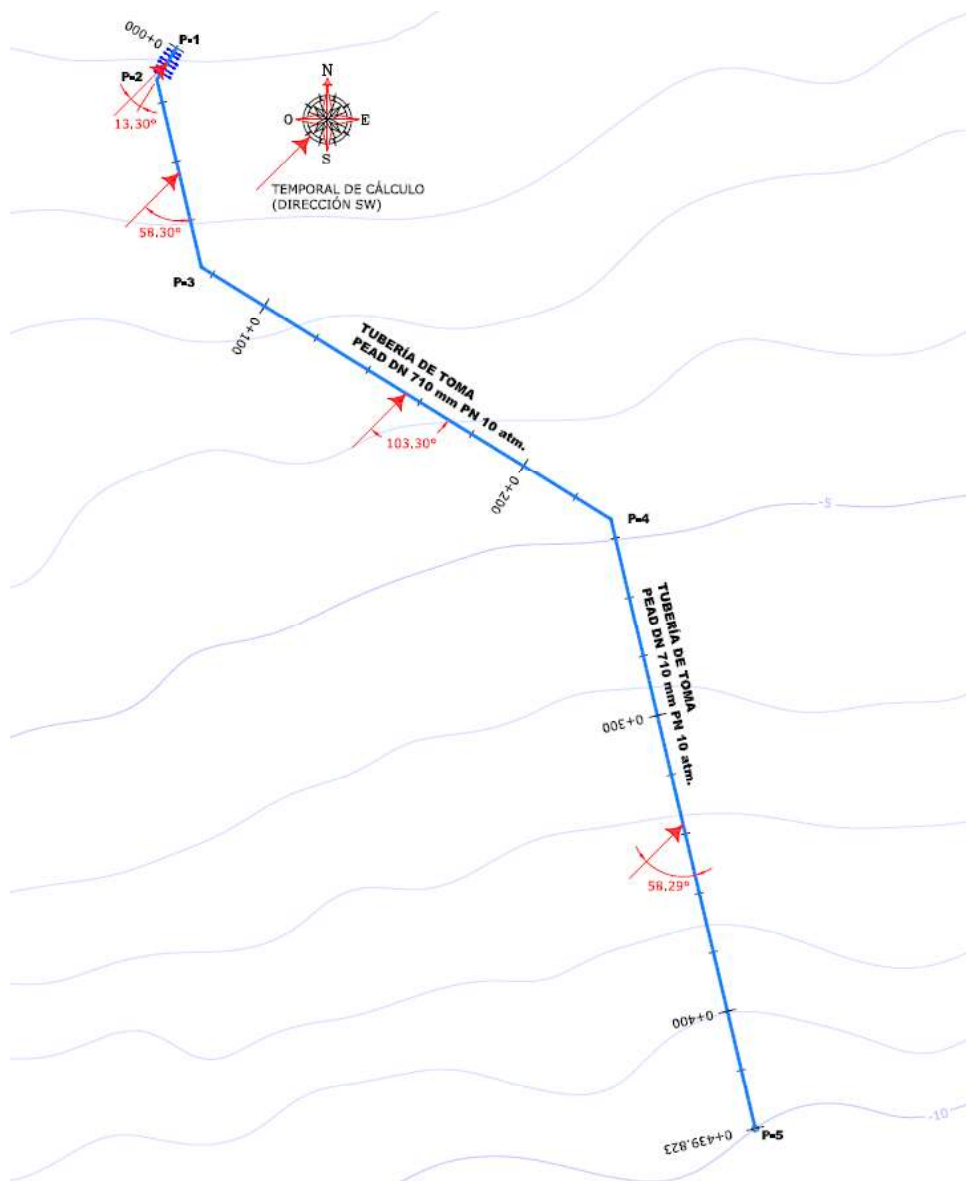 0+000
P=1
P=2
13.30°
N
O
E
S
TEMPORAL DE CÁLCULO
(DIRECCIÓN SW)
58.30°
P=3
0+100
TUBERÍA DE TOMA
PEAD DN 710 mm PN 10 atm.
103.30°
0+200
P=4
-5
TUBERÍA DE TOMA
PEAD DN 710 mm PN 10 atm.
0+300
58.29°
0+400
-10
0+439.823
P=5